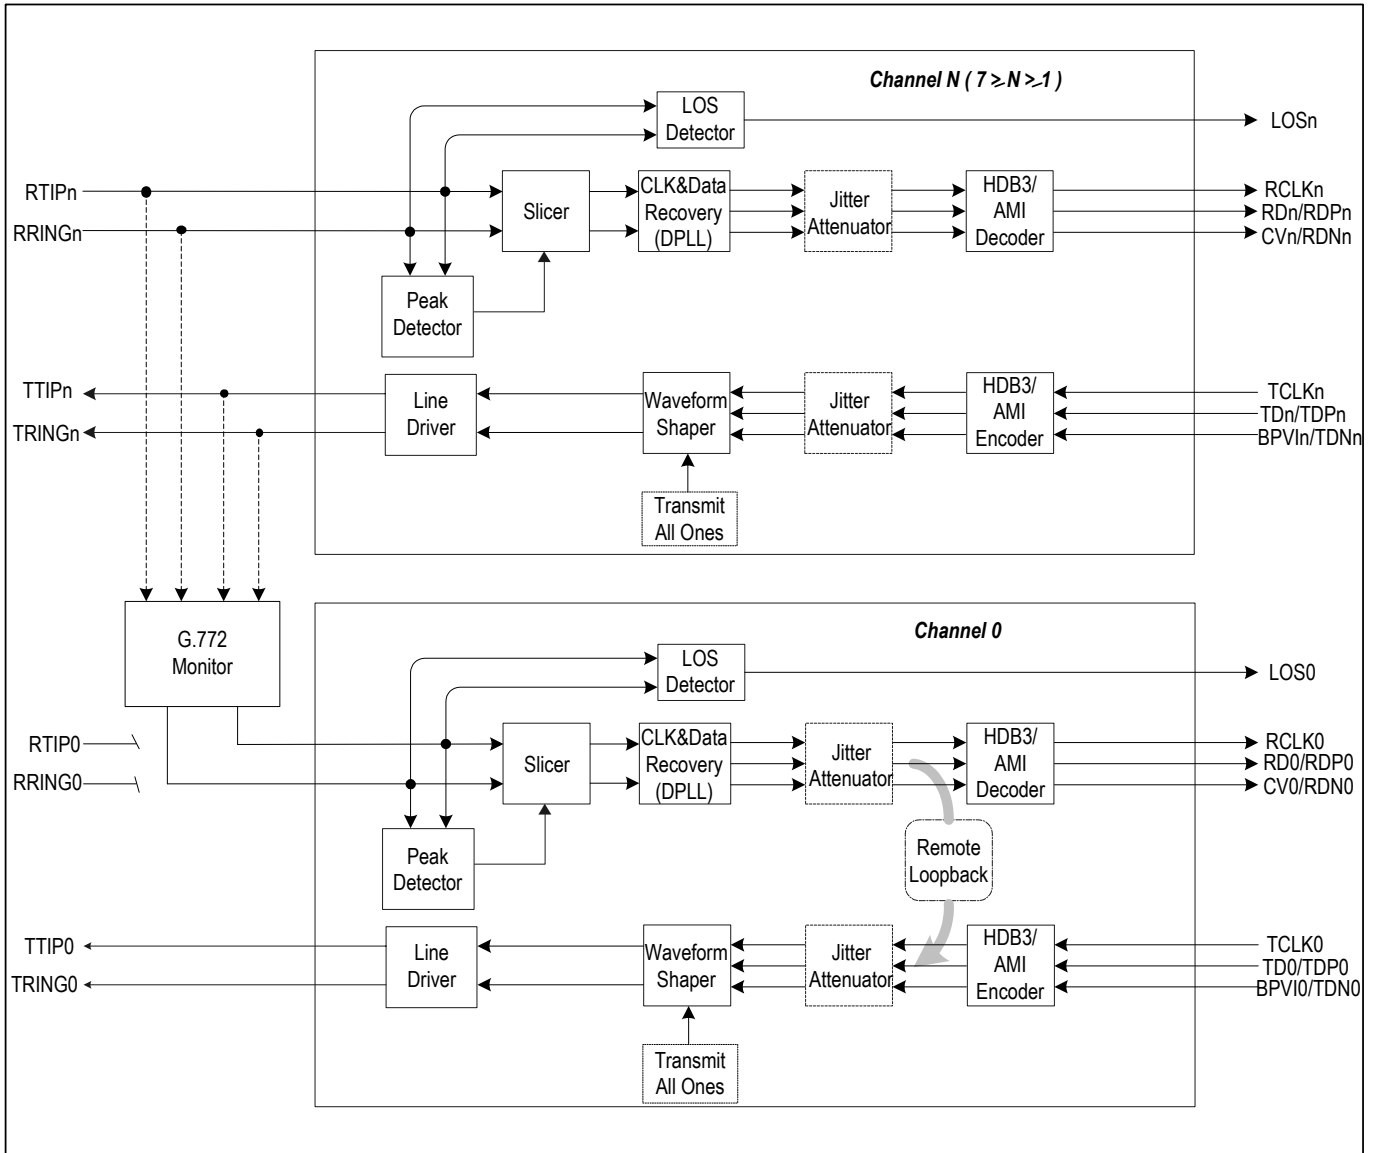 Channel N ( 7 ≥ N ≥ 1 )
LOS
Detector
LOSn
RTIPn
RRINGn
Slicer
CLK&Data
Recovery
(DPLL)
Jitter
Attenuator
HDB3/
AMI
Decoder
RCLKn
RDn/RDPn
CVn/RDNn
Peak
Detector
TTIPn
TRINGn
Line
Driver
Waveform
Shaper
Jitter
Attenuator
HDB3/
AMI
Encoder
TCLKn
TDn/TDPn
BPVIn/TDNn
Transmit
All Ones
G.772
Monitor
Channel 0
LOS
Detector
LOS0
RTIP0
RRING0
Slicer
CLK&Data
Recovery
(DPLL)
Jitter
Attenuator
HDB3/
AMI
Decoder
RCLK0
RD0/RDP0
CV0/RDN0
Peak
Detector
Remote
Loopback
TTIP0
TRING0
Line
Driver
Waveform
Shaper
Jitter
Attenuator
HDB3/
AMI
Encoder
TCLK0
TD0/TDP0
BPVI0/TDN0
Transmit
All Ones